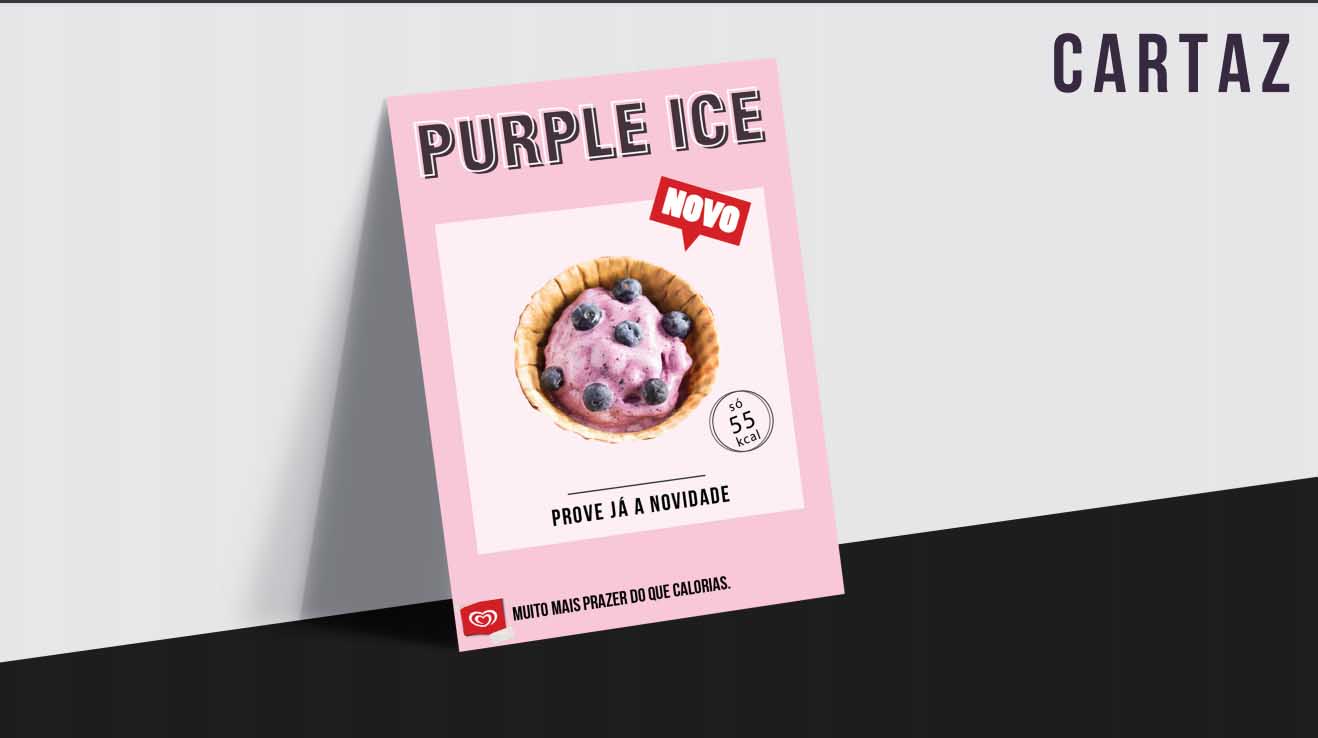 CARTAZ
PURPLE ICE
NOVO
só
55
kcal
PROVE JÁ A NOVIDADE
MUITO MAIS PRAZER DO QUE CALORIAS.